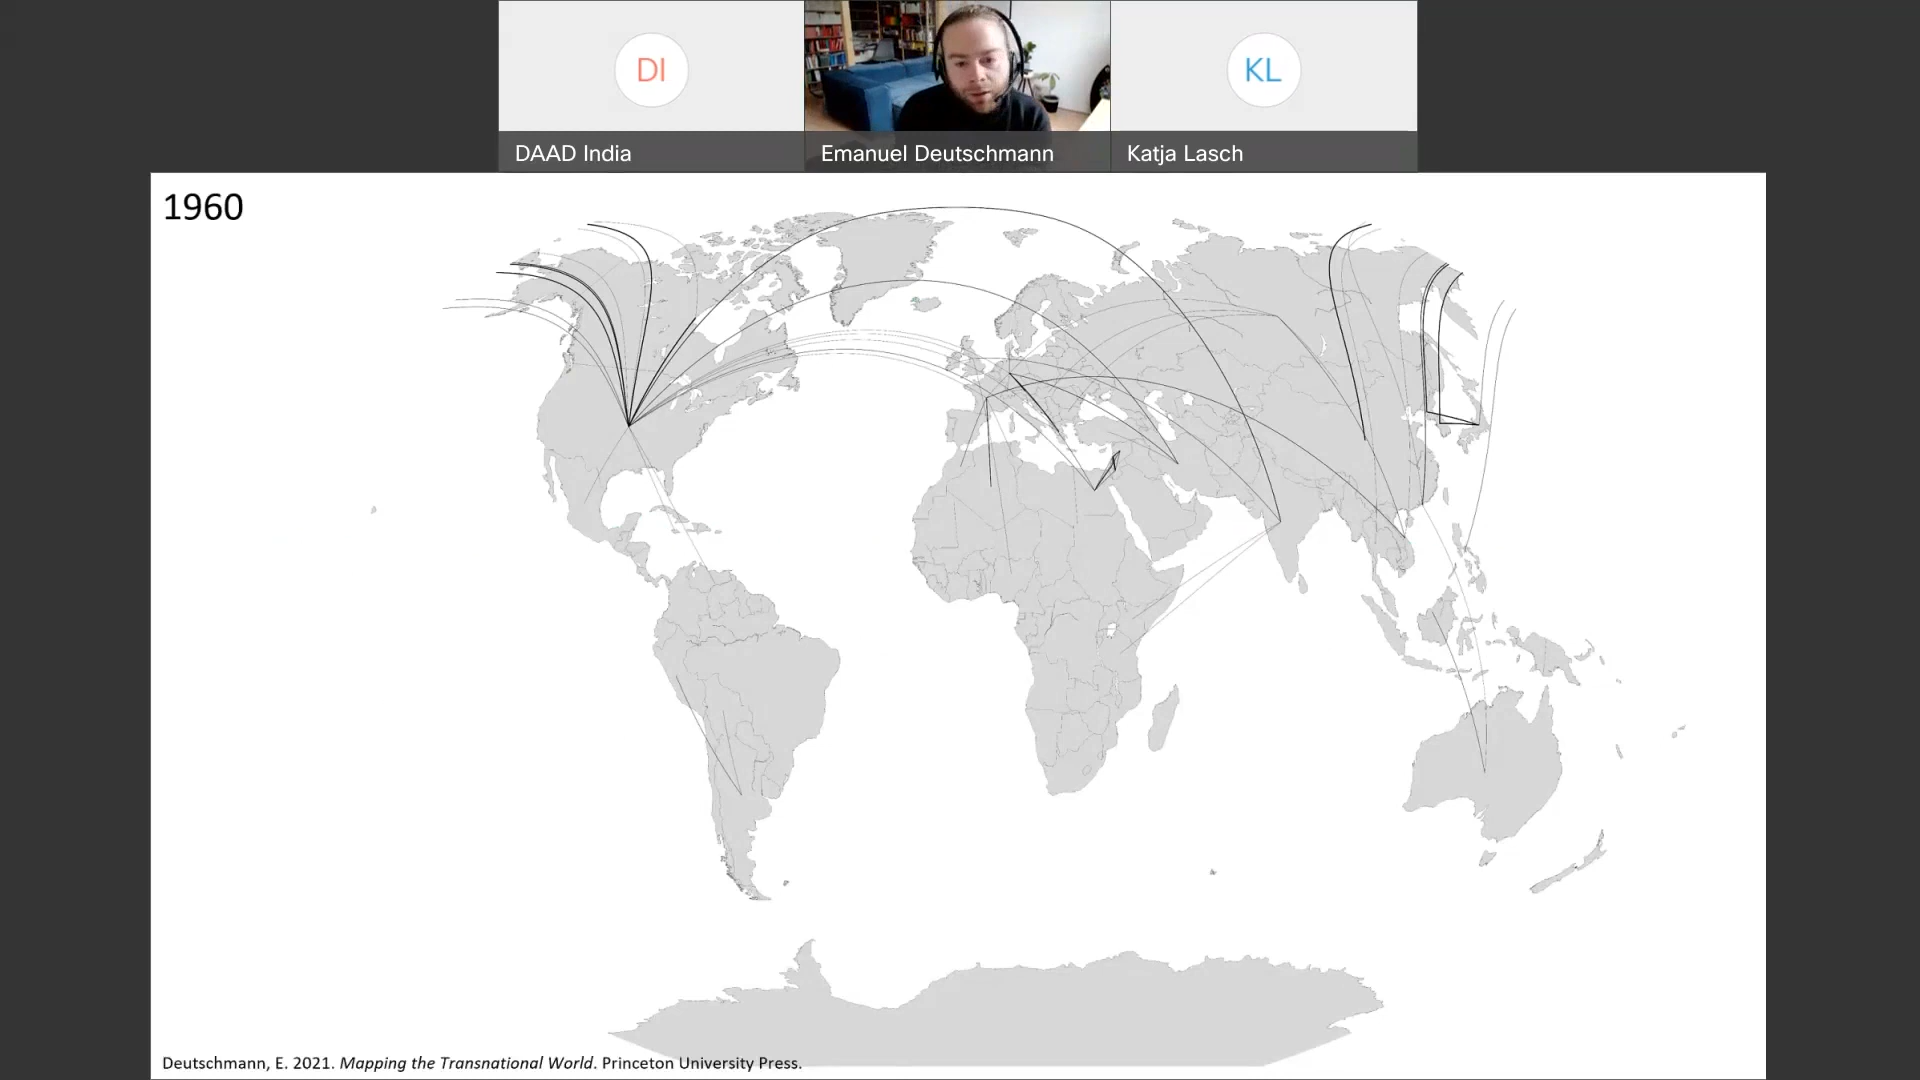 DI
KL
DAAD India
Emanuel Deutschmann
Katja Lasch
1960
Deutschmann, E. 2021. Mapping the Transnational World. Princeton University Press.